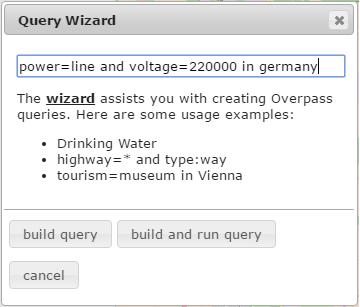 Query Wizard
power=line and voltage=220000 in germany
The wizard assists you with creating Overpass
queries. Here are some usage examples:
Drinking Water
highway=* and type:way
tourism=museum in Vienna
build query
build and run query
cancel